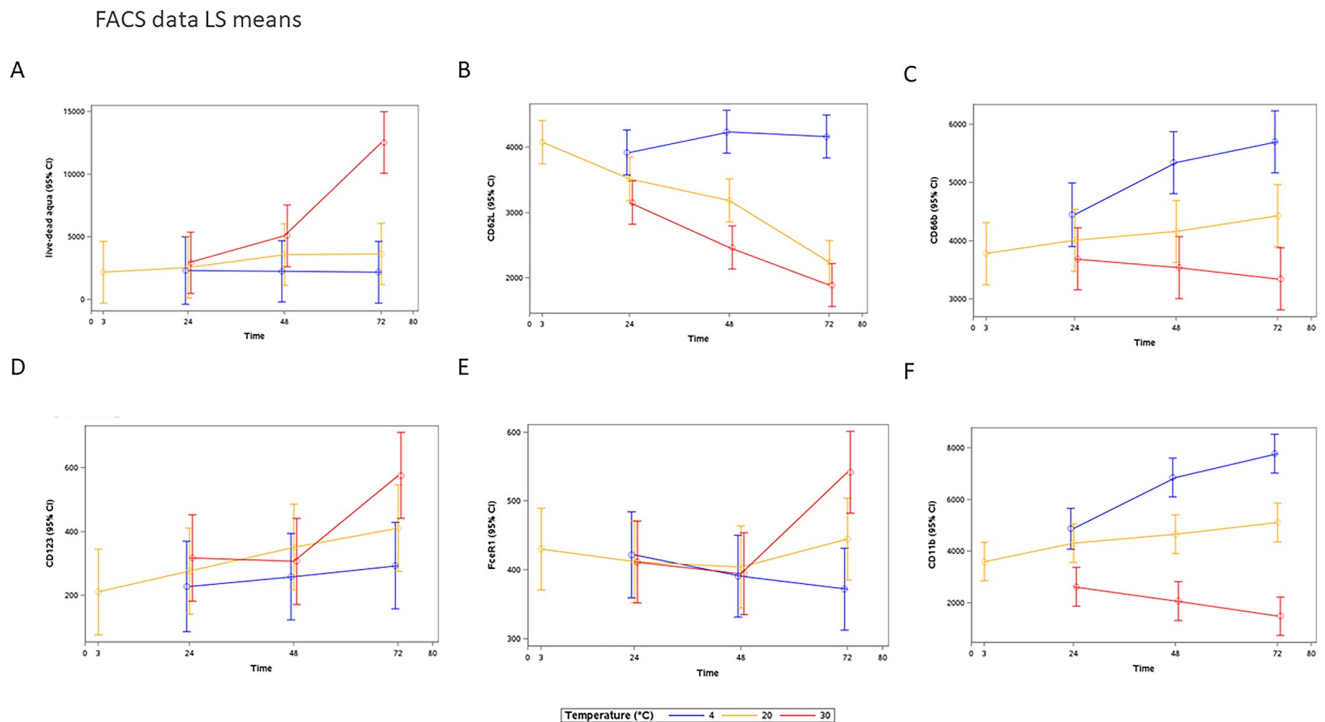 FACS data LS means
A
live-dead aqua (95% CI)
15000
10000
5000
0
0 3 24 48 72 80
Time
B
CD62L (95% CI)
4000
3000
2000
0 3 24 48 72 80
Time
C
CD66b (95% CI)
6000
5000
4000
3000
0 3 24 48 72 80
Time
D
CD123 (95% CI)
600
400
200
0 3 24 48 72 80
Time
E
FceR1 (95% CI)
600
500
400
300
0 3 24 48 72 80
Time
F
CD11b (95% CI)
8000
6000
4000
2000
0 3 24 48 72 80
Time
Temperature (°C) 4 20 30